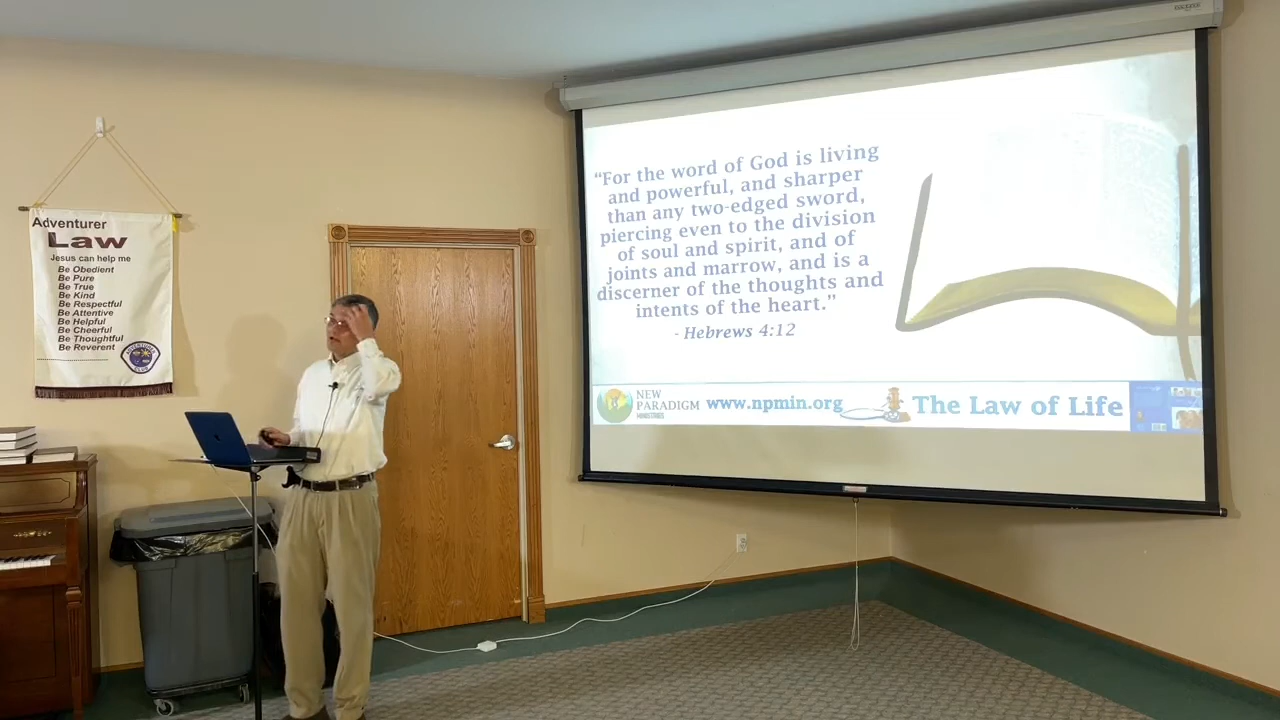 Adventurer
Law
Jesus can help me
Be Obedient
Be Pure
Be True
Be Kind
Be Respectful
Be Attentive
Be Helpful
Be Cheerful
Be Thoughtful
Be Reverent
“For the word of God is living
and powerful, and sharper
than any two-edged sword,
piercing even to the division
of soul and spirit, and of
joints and marrow, and is a
discerner of the thoughts and
intents of the heart.”
- Hebrews 4:12
NEW
PARADIGM
MINISTRIES
www.npmin.org
The Law of Life